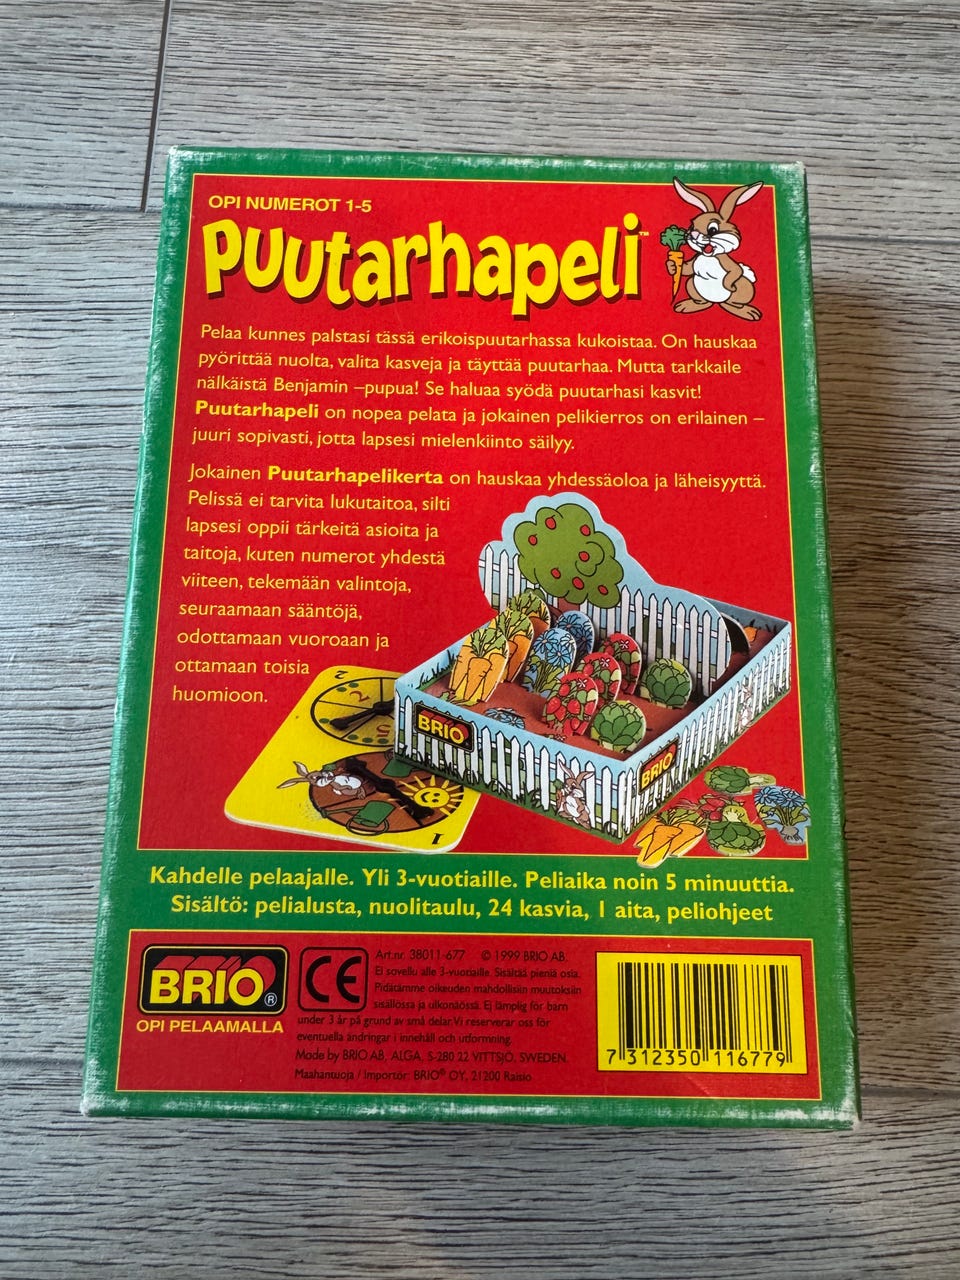 OPI NUMEROT 1-5
Puutarhapeli™
Pelaa kunnes palstasi tässä erikoispuutarhassa kukoistaa. On hauskaa
pyörittää nuolta, valita kasveja ja täyttää puutarhaa. Mutta tarkkaile
nälkäistä Benjamin –pupua! Se haluaa syödä puutarhasi kasvit!
Puutarhapeli on nopea pelata ja jokainen pelikierros on erilainen –
juuri sopivasti, jotta lapsesi mielenkiinto säilyy.
Jokainen Puutarhapelikerta on hauskaa yhdessäoloa ja läheisyyttä.
Pelissä ei tarvita lukutaitoa, silti
lapsesi oppii tärkeitä asioita ja
taitoja, kuten numerot yhdestä
viiteen, tekemään valintoja,
seuraamaan sääntöjä,
odottamaan vuoroaan ja
ottamaan toisia
huomioon.
2
5
1
BRIO
BRIO
Kahdelle pelaajalle. Yli 3-vuotiaille. Peliaika noin 5 minuuttia.
Sisältö: pelialusta, nuolitaulu, 24 kasvia, 1 aita, peliohjeet
BRIO®
OPI PELAAMALLA
CE
Art.nr. 38011-677 © 1999 BRIO AB.
Ei sovellu alle 3-vuotiaille. Sisältää pieniä osia.
Pidätämme oikeuden mahdollisiin muutoksiin
sisällössä ja ulkonäössä. Ej lämplig för barn
under 3 år på grund av små delar. Vi reserverar oss för
eventuella ändringar i innehåll och utformning.
Made by BRIO AB, ALGA, S-280 22 VITTSJÖ, SWEDEN.
Maahantuoja / Importör: BRIO® OY, 21200 Raisio
7 312350 116779